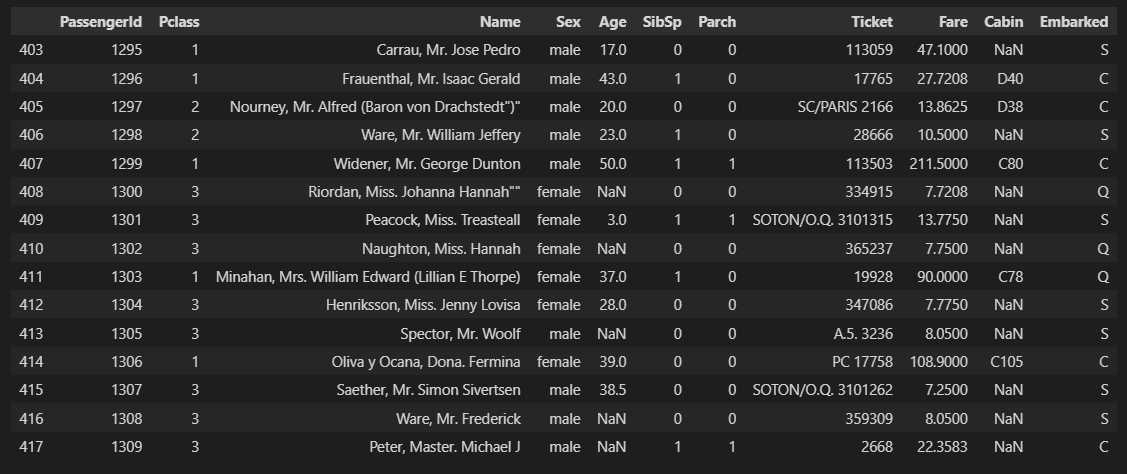 PassengerId Pclass Name Sex Age SibSp Parch Ticket Fare Cabin Embarked
403 1295 1 Carrau, Mr. Jose Pedro male 17.0 0 0 113059 47.1000 NaN S
404 1296 1 Frauenthal, Mr. Isaac Gerald male 43.0 1 0 17765 27.7208 D40 C
405 1297 2 Nourney, Mr. Alfred (Baron von Drachstedt")" male 20.0 0 0 SC/PARIS 2166 13.8625 D38 C
406 1298 2 Ware, Mr. William Jeffery male 23.0 1 0 28666 10.5000 NaN S
407 1299 1 Widener, Mr. George Dunton male 50.0 1 1 113503 211.5000 C80 C
408 1300 3 Riordan, Miss. Johanna Hannah"" female NaN 0 0 334915 7.7208 NaN Q
409 1301 3 Peacock, Miss. Treasteall female 3.0 1 1 SOTON/O.Q. 3101315 13.7750 NaN S
410 1302 3 Naughton, Miss. Hannah female NaN 0 0 365237 7.7500 NaN Q
411 1303 1 Minahan, Mrs. William Edward (Lillian E Thorpe) female 37.0 1 0 19928 90.0000 C78 Q
412 1304 3 Henriksson, Miss. Jenny Lovisa female 28.0 0 0 347086 7.7750 NaN S
413 1305 3 Spector, Mr. Woolf male NaN 0 0 A.5. 3236 8.0500 NaN S
414 1306 1 Oliva y Ocana, Dona. Fermina female 39.0 0 0 PC 17758 108.9000 C105 C
415 1307 3 Saether, Mr. Simon Sivertsen male 38.5 0 0 SOTON/O.Q. 3101262 7.2500 NaN S
416 1308 3 Ware, Mr. Frederick male NaN 0 0 359309 8.0500 NaN S
417 1309 3 Peter, Master. Michael J male NaN 1 1 2668 22.3583 NaN C